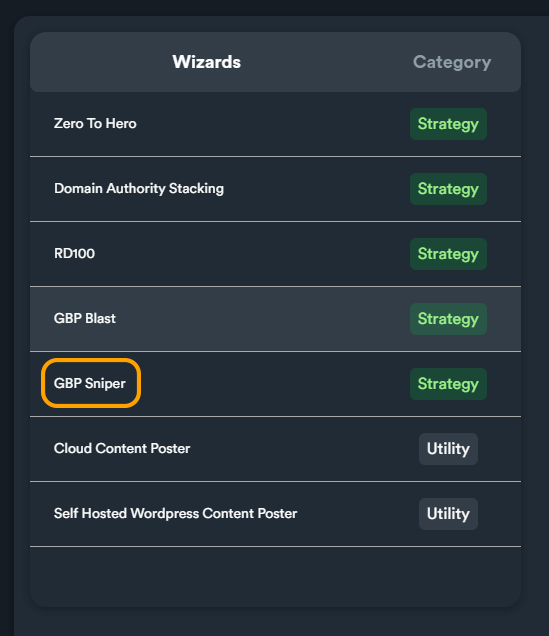 Wizards Category
Zero To Hero Strategy
Domain Authority Stacking Strategy
RD100 Strategy
GBP Blast Strategy
GBP Sniper Strategy
Cloud Content Poster Utility
Self Hosted Wordpress Content Poster Utility